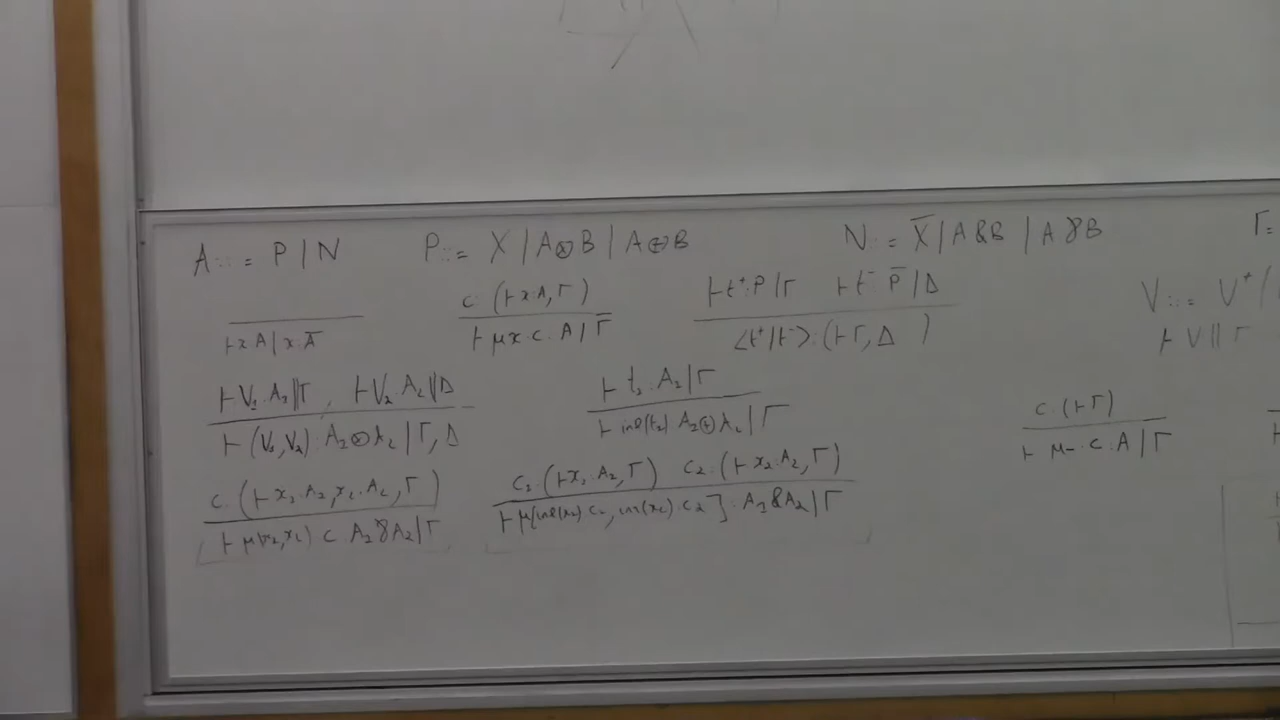 A ::= P | N    P ::= X | A⊗B | A⊕B    N ::= X̄ | A&B | A⅋B    Γ =
c : (⊢ x:A, Γ)    ⊢ t⁺: P | Γ    ⊢ t⁻: P̄ | Δ
⊢ x:A | x:Ā    ⊢ μx.c : A | Γ    <t⁺|t⁻> : (⊢ Γ, Δ)    V ::= V⁺ /
⊢ V || Γ
⊢ V₁:A₁ || Γ , ⊢ V₂:A₂ || Δ    ⊢ t₁ : A₁ | Γ    c : (⊢ Γ)
⊢ (V₁,V₂) : A₁⊗A₂ | Γ, Δ    ⊢ inl(t₁) : A₁⊕A₂ | Γ    ⊢ μ_.c : A | Γ
c : (⊢ x₁:A₁, x₂:A₂, Γ)    c₁ : (⊢ x₁:A₁, Γ)    c₂ : (⊢ x₂:A₂, Γ)
⊢ μ(x₁,x₂).c : A₁⅋A₂ | Γ    ⊢ μ[inl(x₁).c₁, inr(x₂).c₂] : A₁&A₂ | Γ